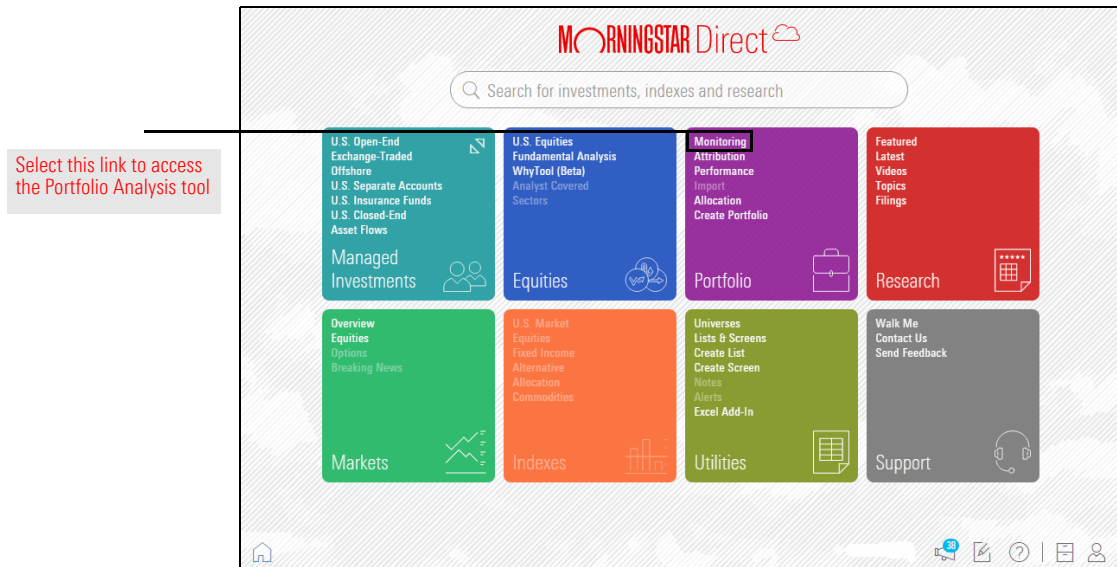 MORNINGSTAR Direct
Search for investments, indexes and research
Select this link to access
the Portfolio Analysis tool
U.S. Open-End
Exchange-Traded
Offshore
U.S. Separate Accounts
U.S. Insurance Funds
U.S. Closed-End
Asset Flows
Managed
Investments
U.S. Equities
Fundamental Analysis
WhyTool (Beta)
Analyst Covered
Sectors
Equities
Monitoring
Attribution
Performance
Import
Allocation
Create Portfolio
Portfolio
Featured
Latest
Videos
Topics
Filings
Research
Overview
Equities
Options
Breaking News
Markets
U.S. Market
Equities
Fixed Income
Alternative
Allocation
Commodities
Indexes
Universes
Lists & Screens
Create List
Create Screen
Notes
Alerts
Excel Add-In
Utilities
Walk Me
Contact Us
Send Feedback
Support
38